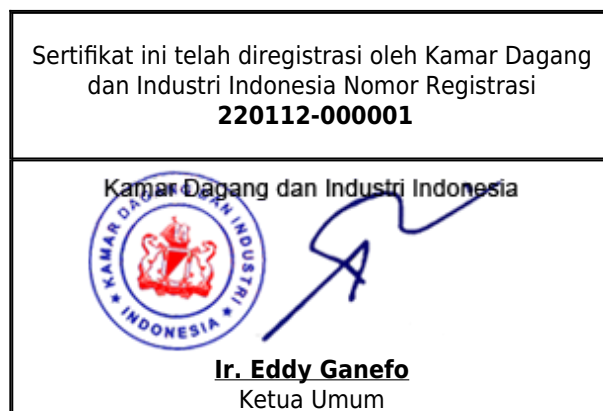 Sertifikat ini telah diregistrasi oleh Kamar Dagang
dan Industri Indonesia Nomor Registrasi
220112-000001
Kamar Dagang dan Industri Indonesia
KAMAR DAGANG DAN INDUSTRI
INDONESIA
Ir. Eddy Ganefo
Ketua Umum